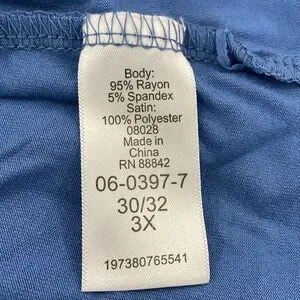 Body:
95% Rayon
5% Spandex
Satin:
100% Polyester
08028
Made in
China
RN 88842
06-0397-7
30/32
3X
197380765541